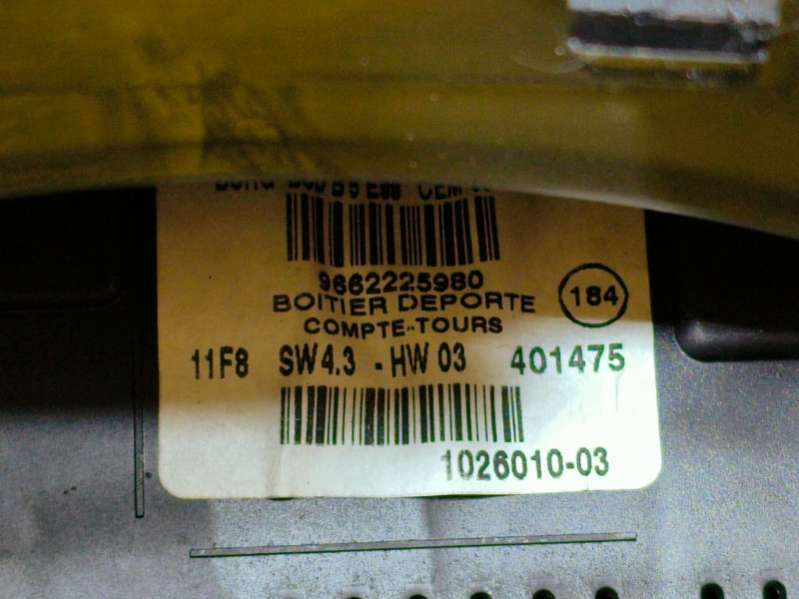 9662225980
BOITIER DEPORTE
COMPTE-TOURS
184
11F8 SW4.3 - HW 03 401475
1026010-03